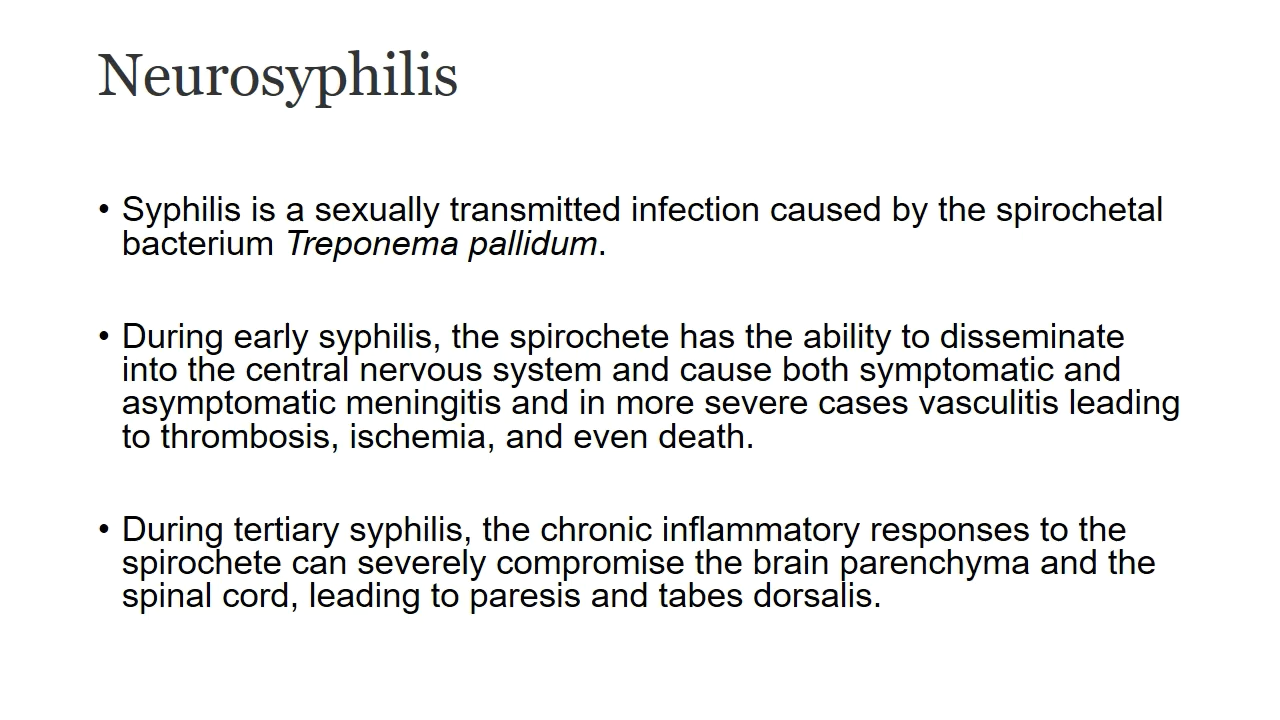 Neurosyphilis
• Syphilis is a sexually transmitted infection caused by the spirochetal
bacterium Treponema pallidum.
• During early syphilis, the spirochete has the ability to disseminate
into the central nervous system and cause both symptomatic and
asymptomatic meningitis and in more severe cases vasculitis leading
to thrombosis, ischemia, and even death.
• During tertiary syphilis, the chronic inflammatory responses to the
spirochete can severely compromise the brain parenchyma and the
spinal cord, leading to paresis and tabes dorsalis.